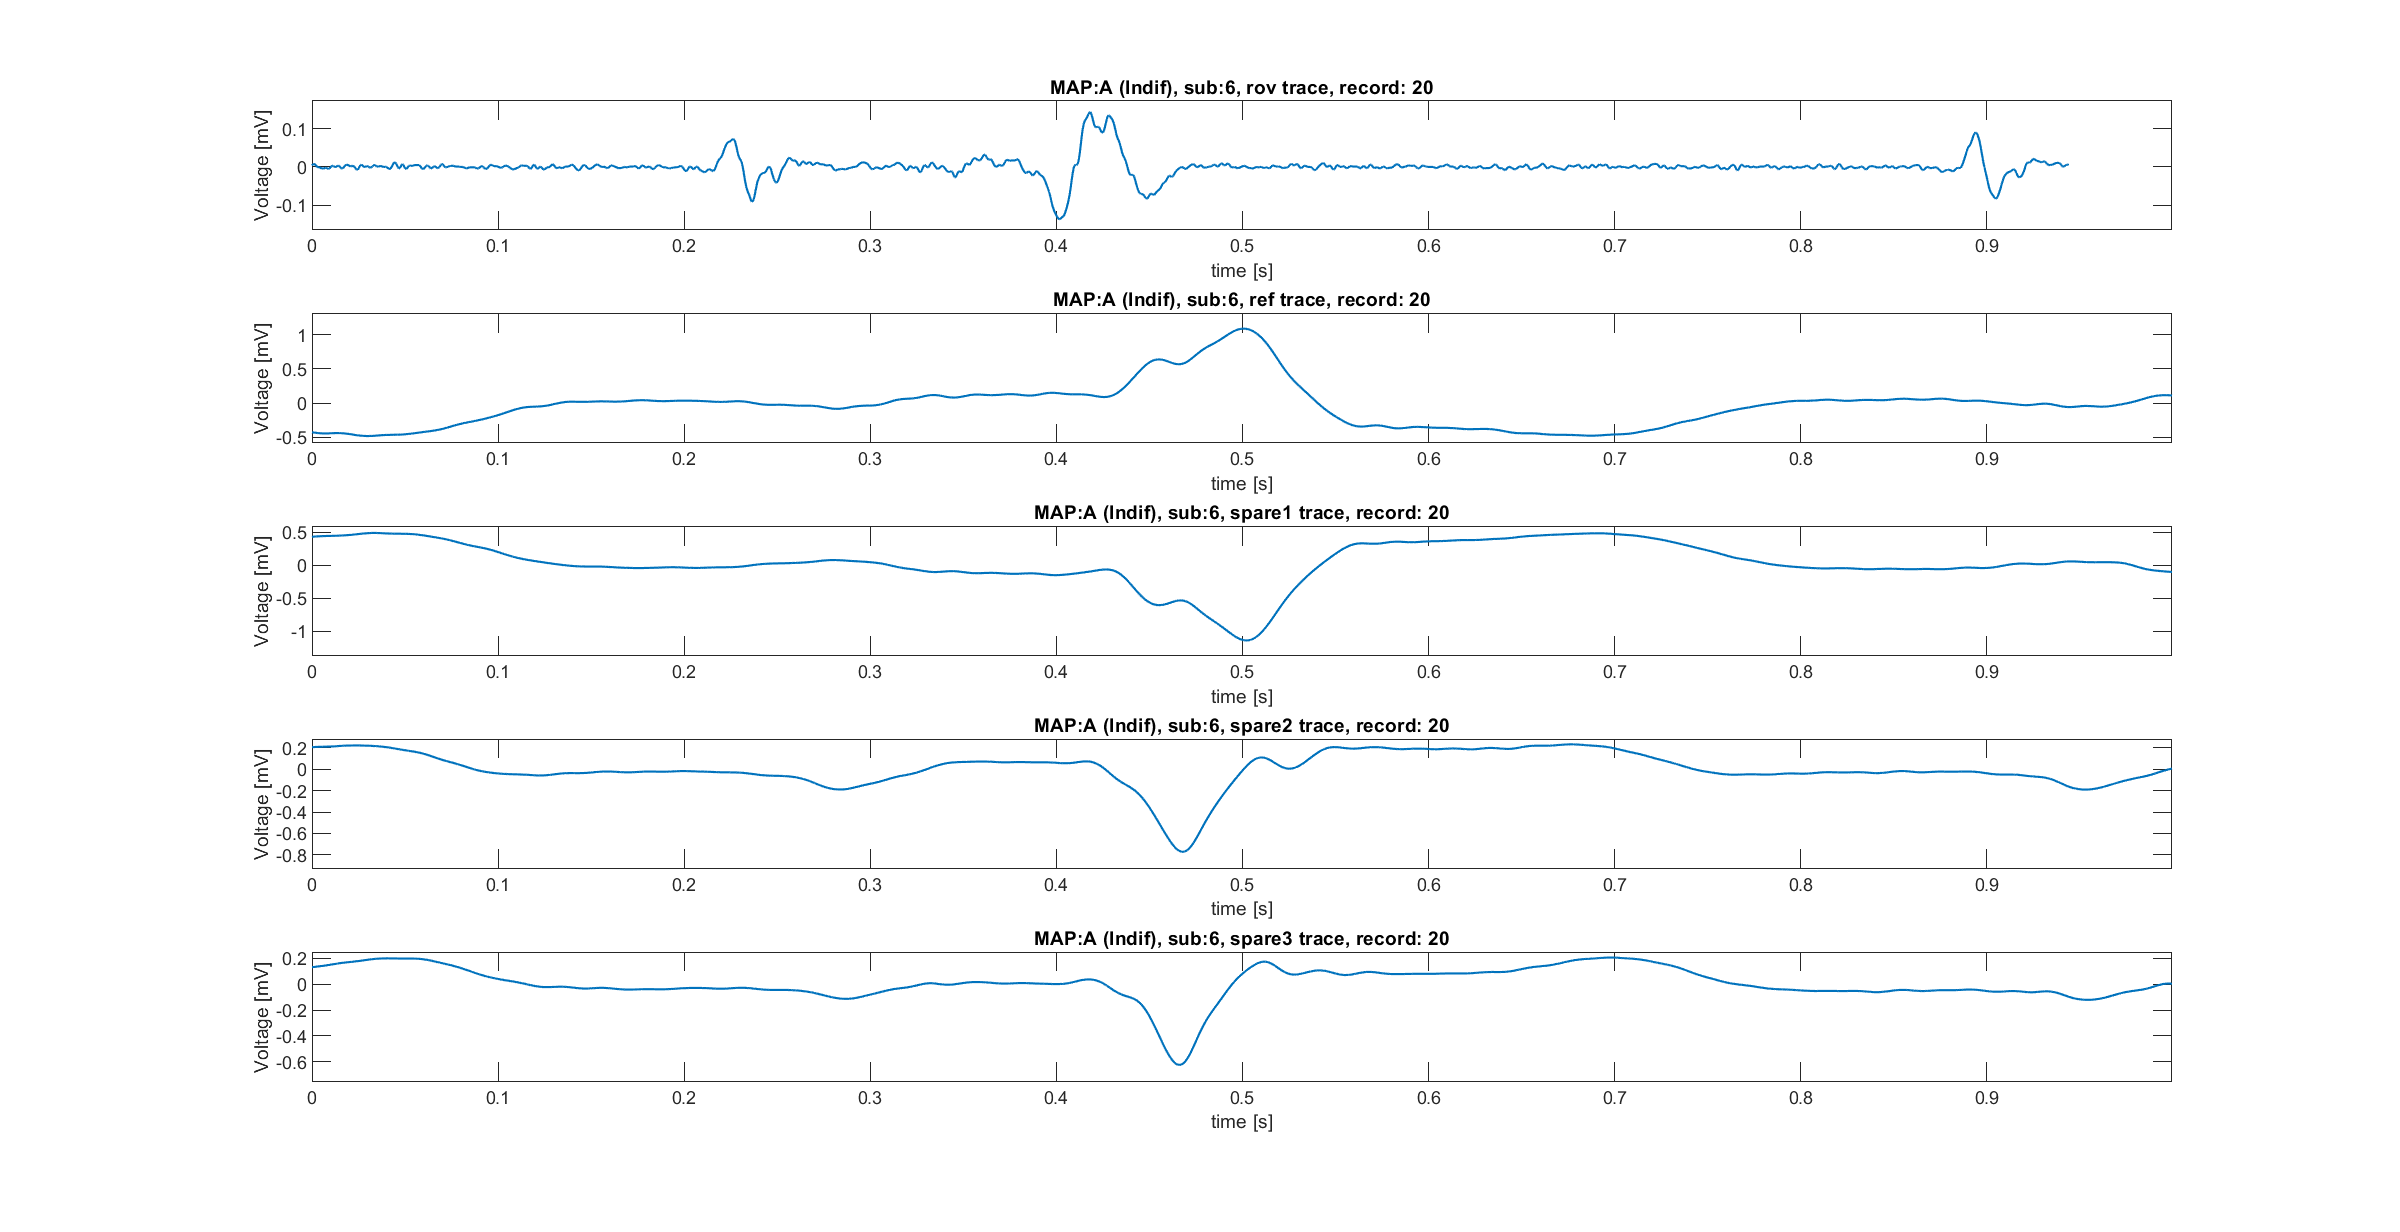 MAP:A (Indif), sub:6, rov trace, record: 20
Voltage [mV]
0.1
0
-0.1
0 0.1 0.2 0.3 0.4 0.5 0.6 0.7 0.8 0.9
time [s]
MAP:A (Indif), sub:6, ref trace, record: 20
Voltage [mV]
1
0.5
0
-0.5
0 0.1 0.2 0.3 0.4 0.5 0.6 0.7 0.8 0.9
time [s]
MAP:A (Indif), sub:6, spare1 trace, record: 20
Voltage [mV]
0.5
0
-0.5
-1
0 0.1 0.2 0.3 0.4 0.5 0.6 0.7 0.8 0.9
time [s]
MAP:A (Indif), sub:6, spare2 trace, record: 20
Voltage [mV]
0.2
0
-0.2
-0.4
-0.6
-0.8
0 0.1 0.2 0.3 0.4 0.5 0.6 0.7 0.8 0.9
time [s]
MAP:A (Indif), sub:6, spare3 trace, record: 20
Voltage [mV]
0.2
0
-0.2
-0.4
-0.6
0 0.1 0.2 0.3 0.4 0.5 0.6 0.7 0.8 0.9
time [s]